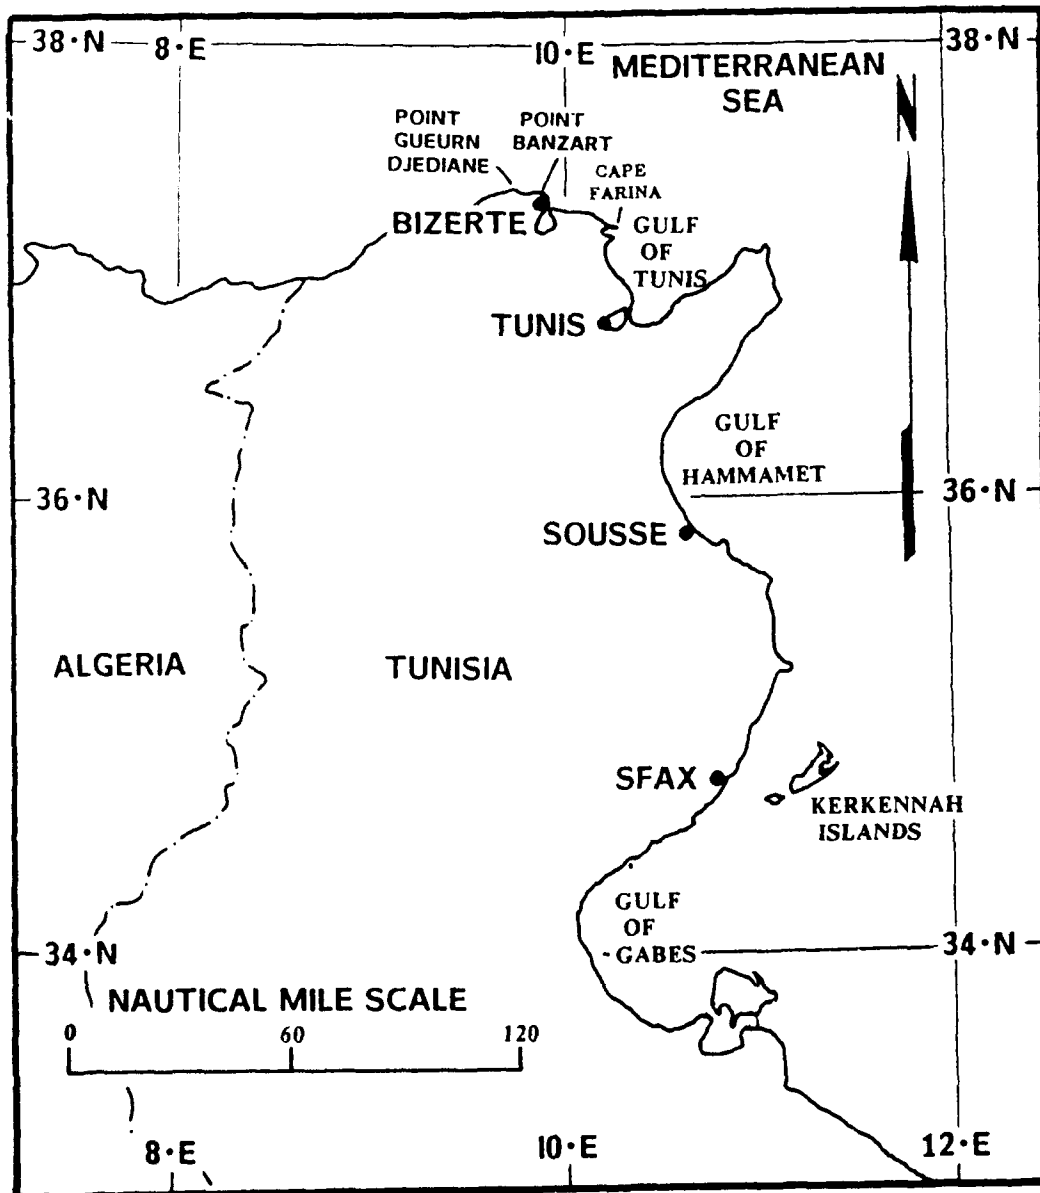 38·N
8·E
10·E
38·N
MEDITERRANEAN
SEA
N
POINT
GUEURN
DJEDIANE
POINT
BANZART
CAPE
FARINA
BIZERTE
GULF
OF
TUNIS
TUNIS
GULF
OF
HAMMAMET
36·N
36·N
SOUSSE
ALGERIA
TUNISIA
SFAX
KERKENNAH
ISLANDS
GULF
OF
GABES
34·N
34·N
NAUTICAL MILE SCALE
0
60
120
8·E
10·E
12·E